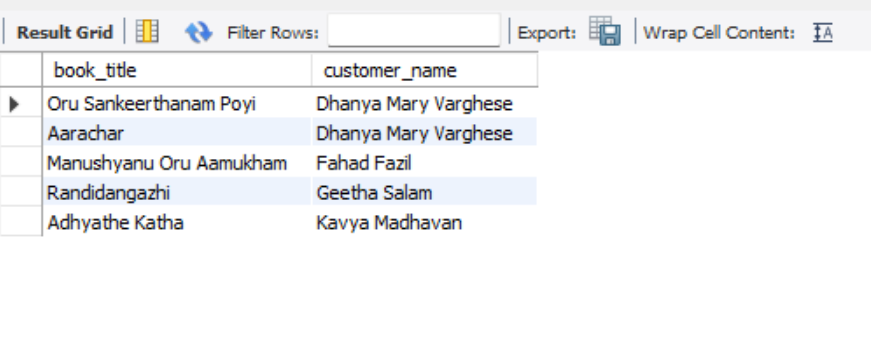 Result Grid Filter Rows: Export: Wrap Cell Content: IA
book_title customer_name
Oru Sankeerthanam Poyi Dhanya Mary Varghese
Aarachar Dhanya Mary Varghese
Manushyanu Oru Aamukham Fahad Fazil
Randidangazhi Geetha Salam
Adhyathe Katha Kavya Madhavan